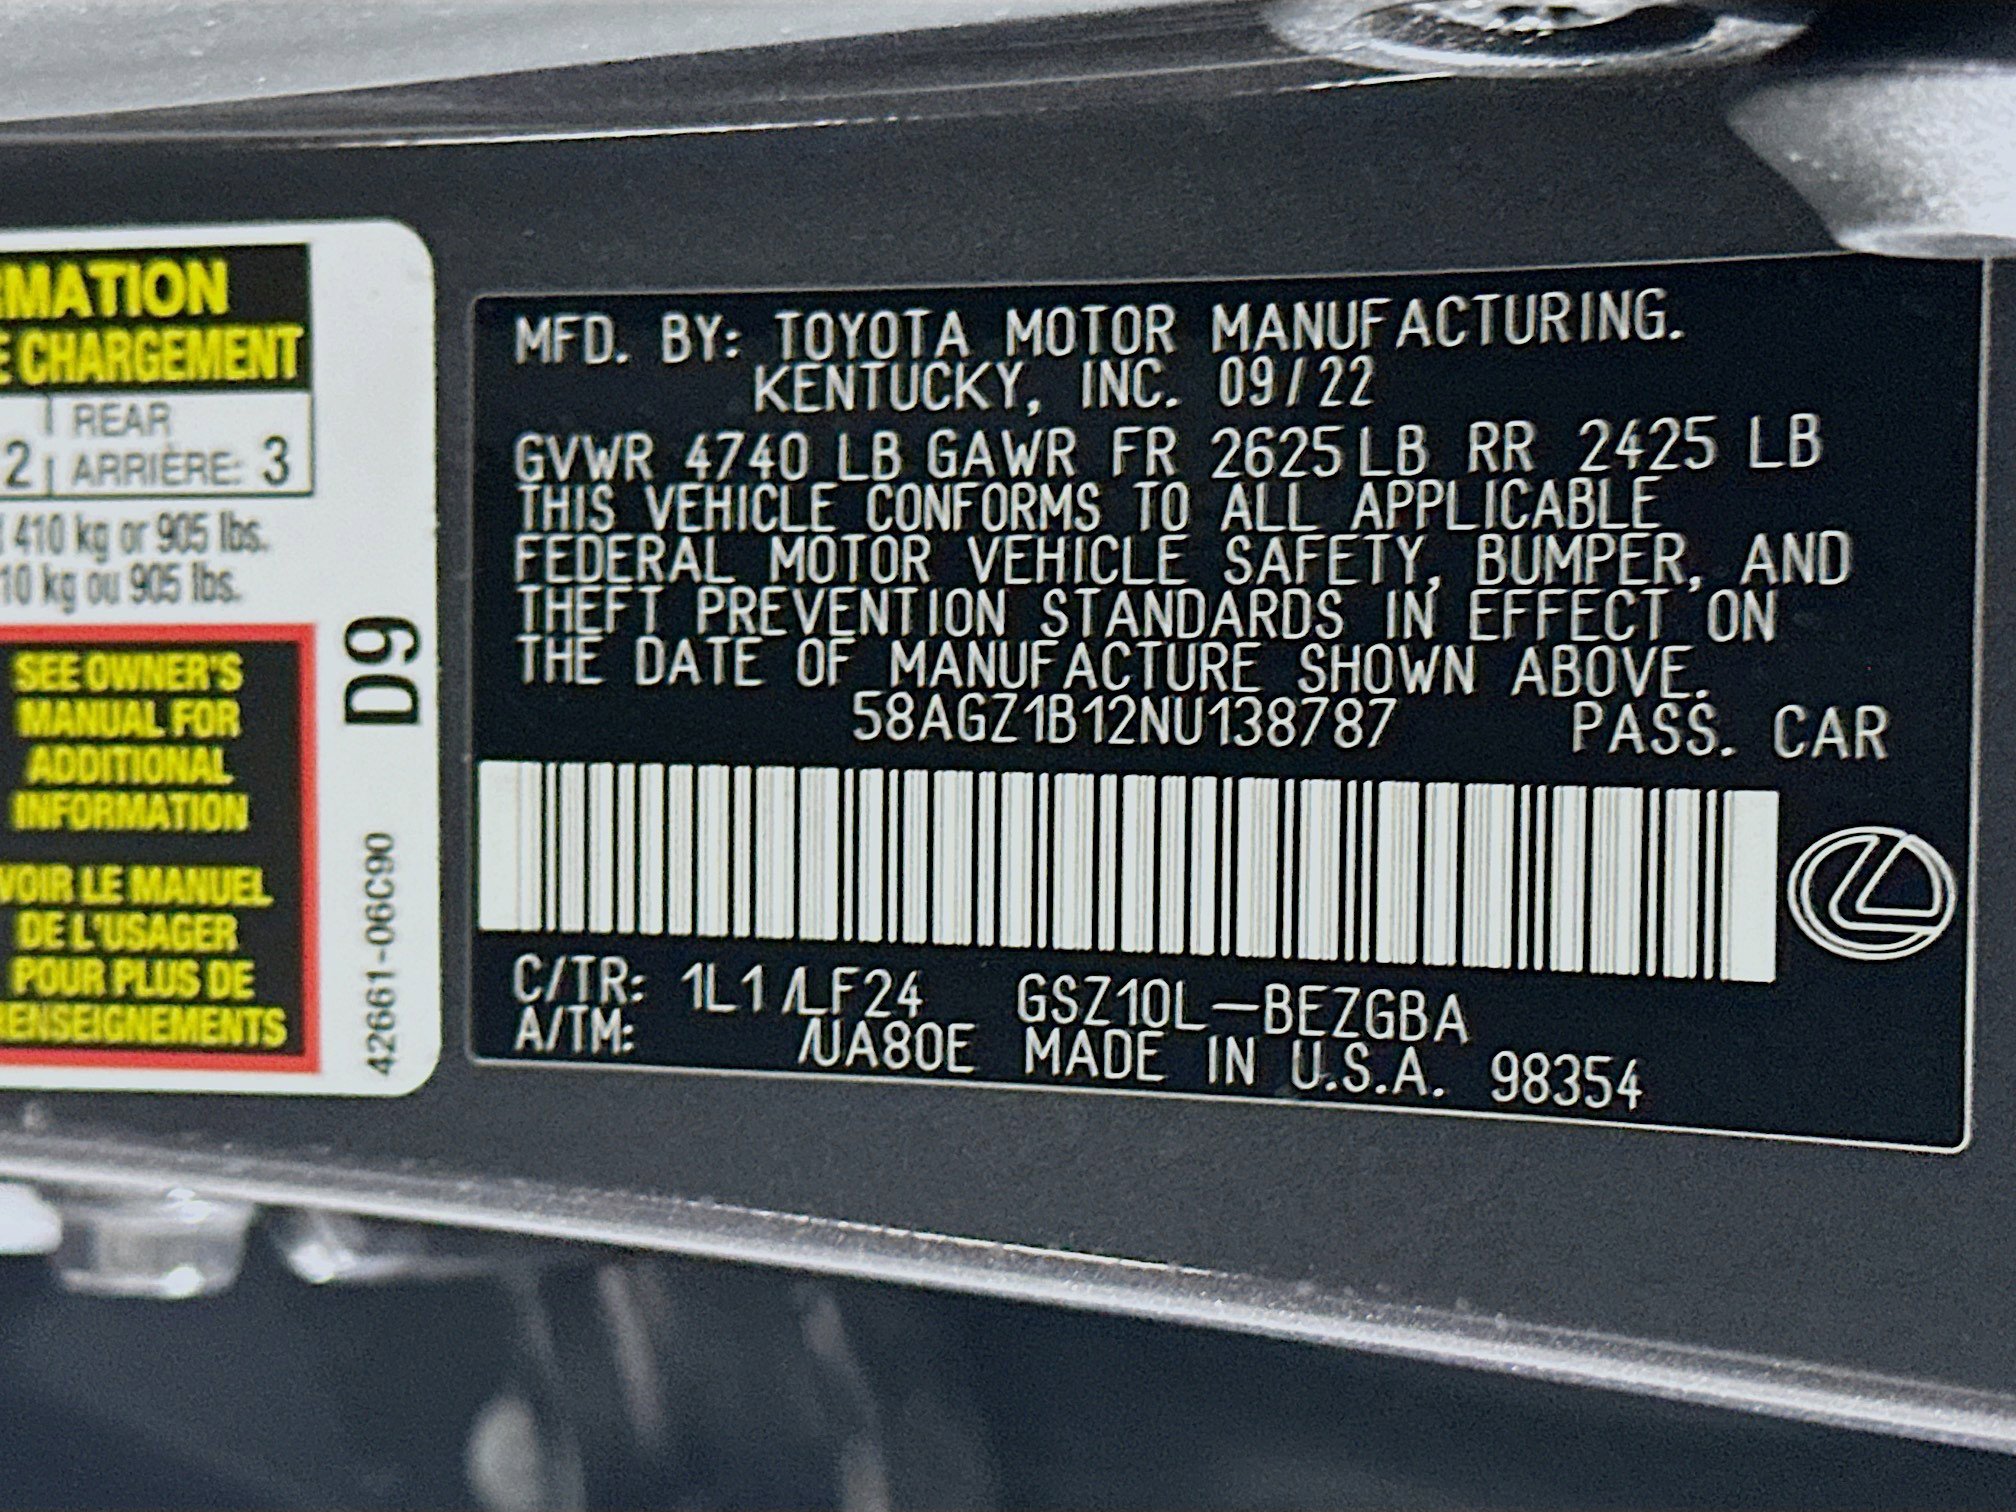 RMATION
E CHARGEMENT
REAR
2 ARRIÈRE: 3
410 kg or 905 lbs.
10 kg ou 905 lbs.
SEE OWNER'S
MANUAL FOR
ADDITIONAL
INFORMATION
VOIR LE MANUEL
DE L'USAGER
POUR PLUS DE
RENSEIGNEMENTS
D9
42661-06C90
MFD. BY: TOYOTA MOTOR MANUFACTURING.
KENTUCKY, INC. 09/22
GVWR 4740 LB GAWR FR 2625 LB RR 2425 LB
THIS VEHICLE CONFORMS TO ALL APPLICABLE
FEDERAL MOTOR VEHICLE SAFETY, BUMPER, AND
THEFT PREVENTION STANDARDS IN EFFECT ON
THE DATE OF MANUFACTURE SHOWN ABOVE.
58AGZ1B12NU138787 PASS. CAR
C/TR: 1L1 /LF24 GSZ10L-BEZGBA
A/TM: /UA80E MADE IN U.S.A. 98354